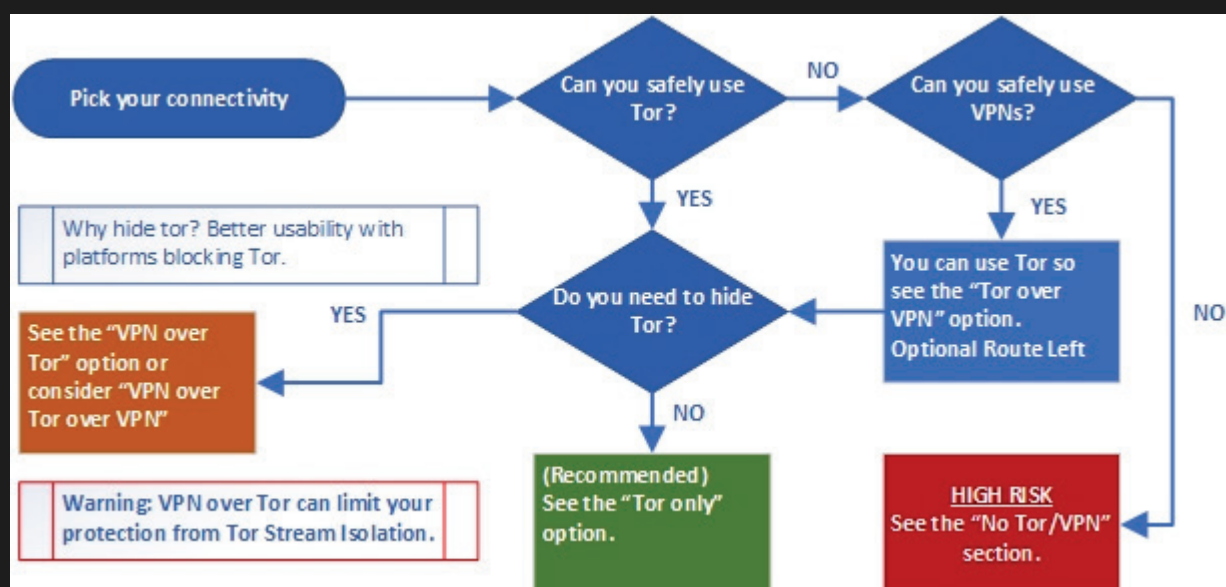 Pick your connectivity
Can you safely use
Tor?
NO
Can you safely use
VPNs?
YES
YES
Why hide tor? Better usability with
platforms blocking Tor.
Do you need to hide
Tor?
You can use Tor so
see the “Tor over
VPN” option.
Optional Route Left
NO
YES
See the “VPN over
Tor” option or
consider “VPN over
Tor over VPN”
NO
(Recommended)
See the “Tor only”
option.
Warning: VPN over Tor can limit your
protection from Tor Stream Isolation.
HIGH RISK
See the “No Tor/VPN”
section.